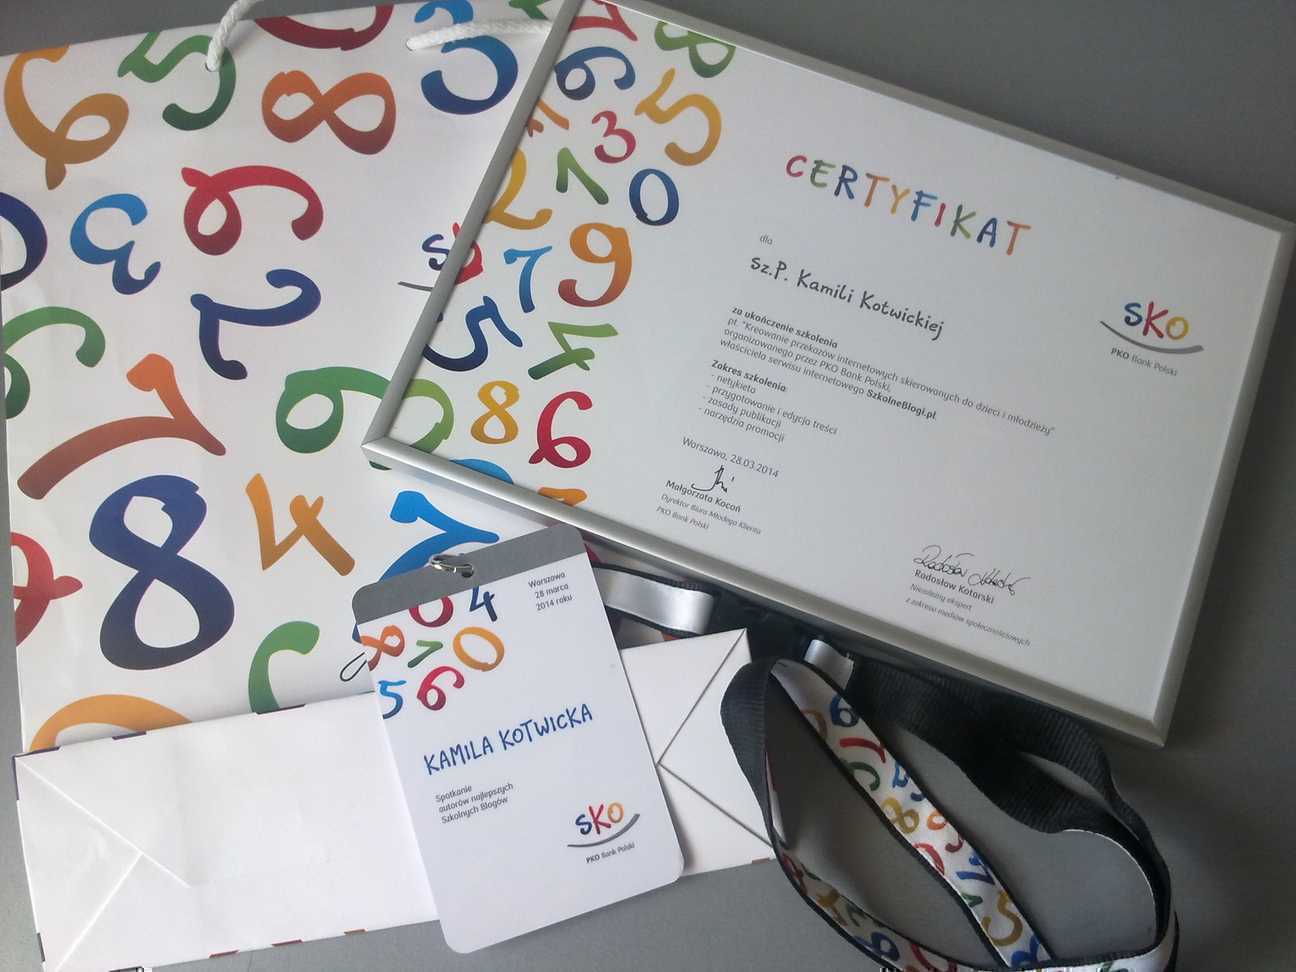 CERTYFIKAT
dla
sz.P. Kamili Kotwickiej
za ukończenie szkolenia
pt. "Kreowanie przekazów internetowych skierowanych do dzieci i młodzieży"
organizowanego przez PKO Bank Polski,
właściciela serwisu internetowego SzkolneBlogi.pl
Zakres szkolenia:
- netykieta
- przygotowanie i edycja treści
- zasady publikacji
- narzędzia promocji
Warszawa, 28.03.2014
Małgorzata Kocoń
Dyrektor Biura Młodego Klienta
PKO Bank Polski
Radosław Kotarski
Niezależny ekspert
z zakresu mediów społecznościowych
SKO
PKO Bank Polski
Warszawa
28 marca
2014 roku
KAMILA KOTWICKA
Spotkanie
autorów najlepszych
Szkolnych Blogów
SKO
PKO Bank Polski